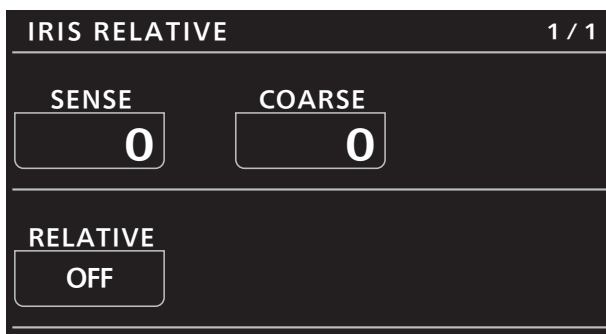 IRIS RELATIVE 1 / 1
SENSE COARSE
0 0
RELATIVE
OFF